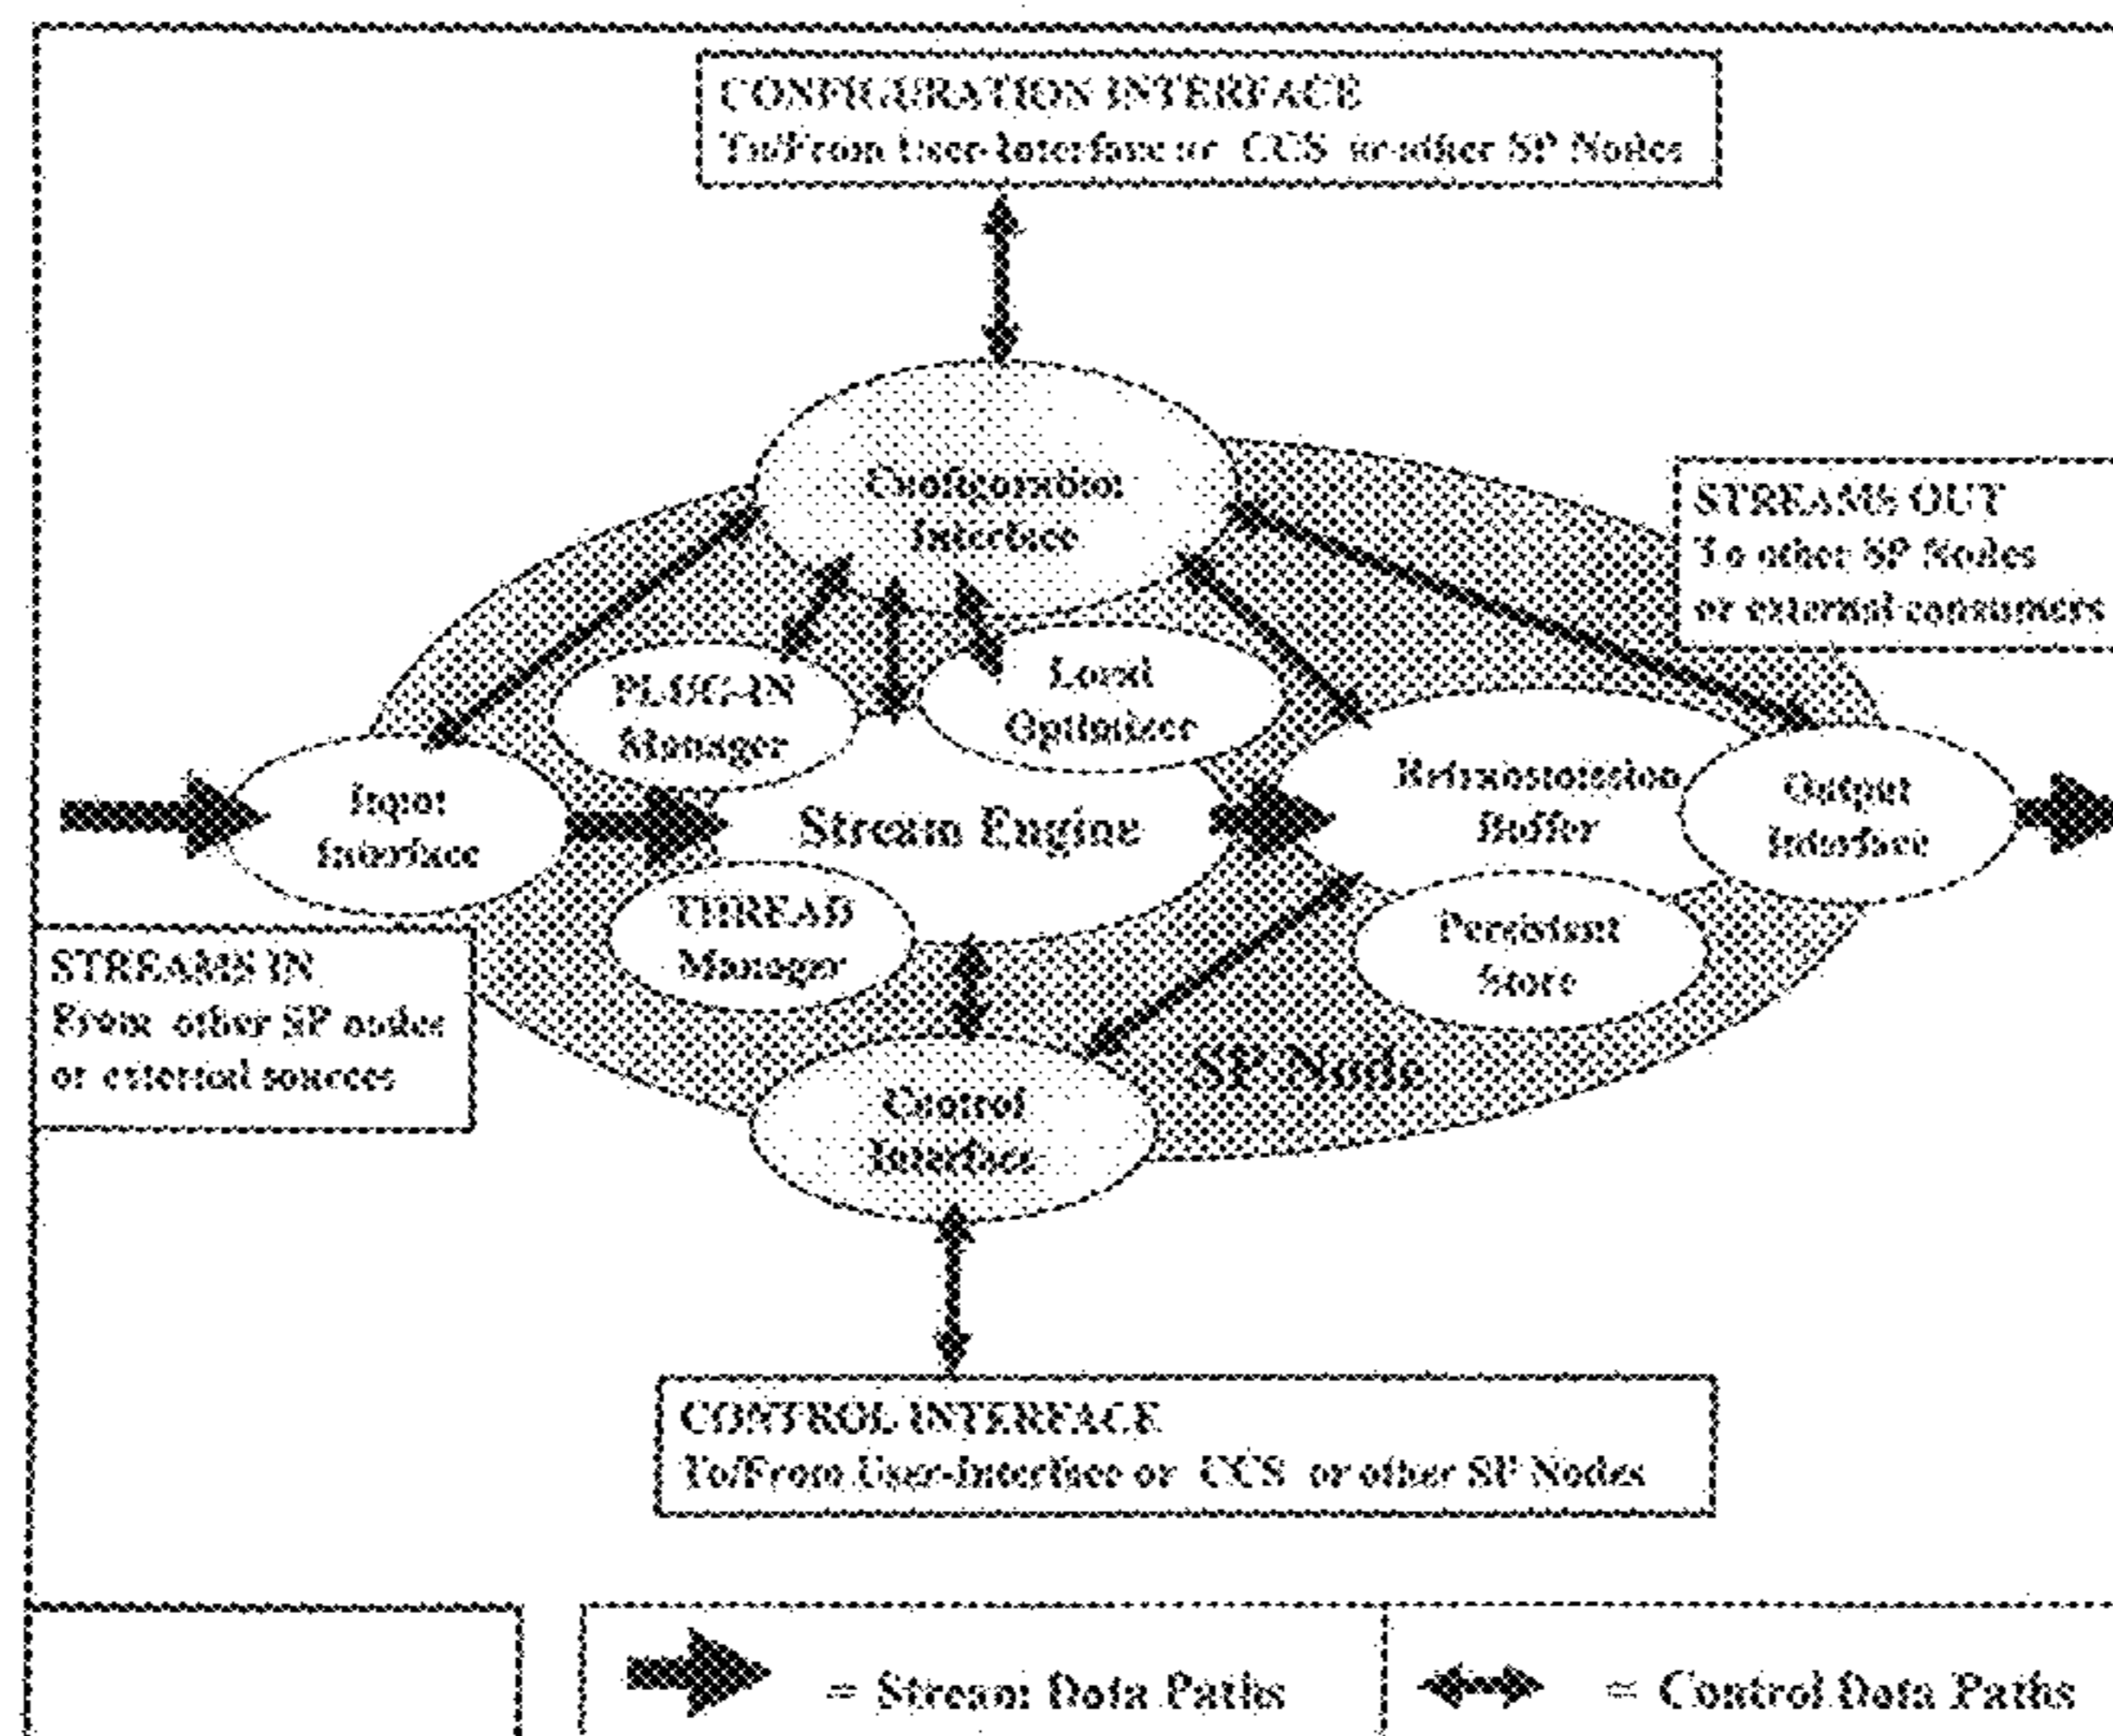 CONFIGURATION INTERFACE
To/From User-Interface or CCS or other SP Nodes
Configuration
Interface
STREAMS OUT
To other SP Nodes
or external consumers
PLUG-IN
Manager
Local
Optimizer
Input
Interface
Stream Engine
Retransmission
Buffer
Output
Interface
THREAD
Manager
Persistant
Store
STREAMS IN
From other SP nodes
or external sources
SP Node
Control
Interface
CONTROL INTERFACE
To/From User-Interface or CCS or other SP Nodes
= Stream Data Paths
= Control Data Paths